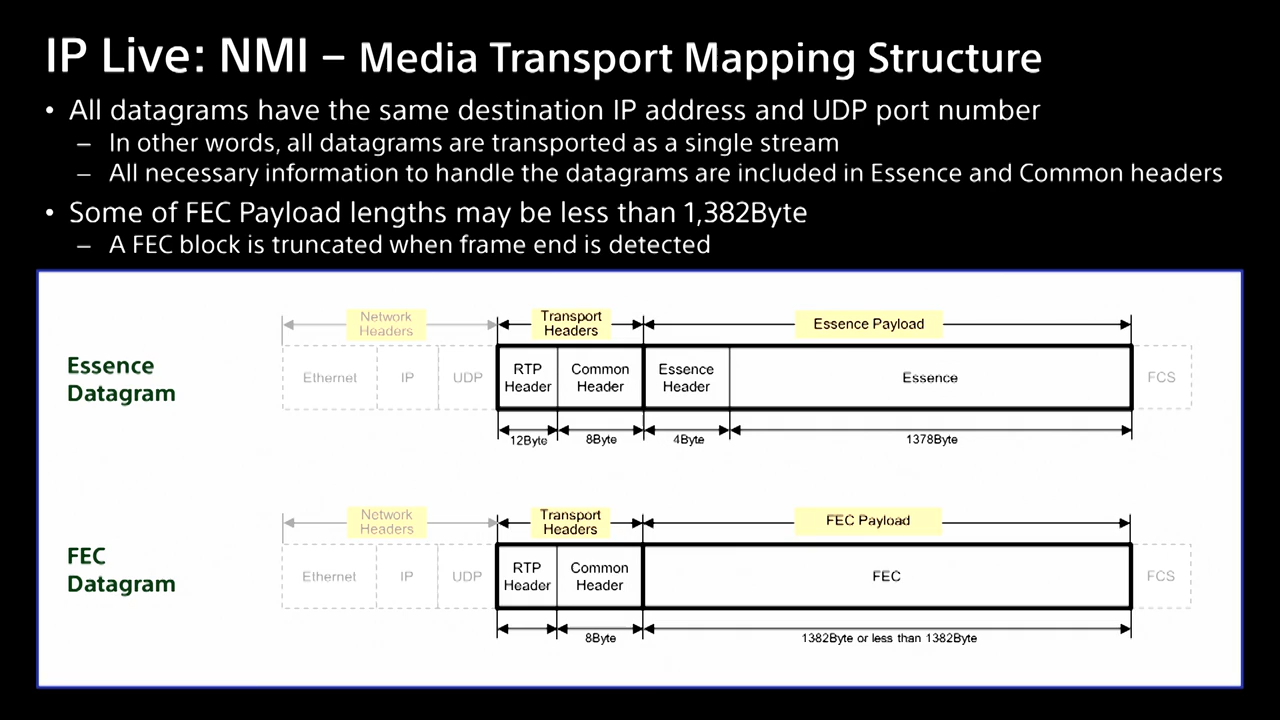 IP Live: NMI – Media Transport Mapping Structure
• All datagrams have the same destination IP address and UDP port number
– In other words, all datagrams are transported as a single stream
– All necessary information to handle the datagrams are included in Essence and Common headers
• Some of FEC Payload lengths may be less than 1,382Byte
– A FEC block is truncated when frame end is detected
Network
Headers
Transport
Headers
Essence Payload
Essence
Datagram
Ethernet
IP
UDP
RTP
Header
Common
Header
Essence
Header
Essence
FCS
12Byte
8Byte
4Byte
1378Byte
Network
Headers
Transport
Headers
FEC Payload
FEC
Datagram
Ethernet
IP
UDP
RTP
Header
Common
Header
FEC
FCS
8Byte
1382Byte or less than 1382Byte